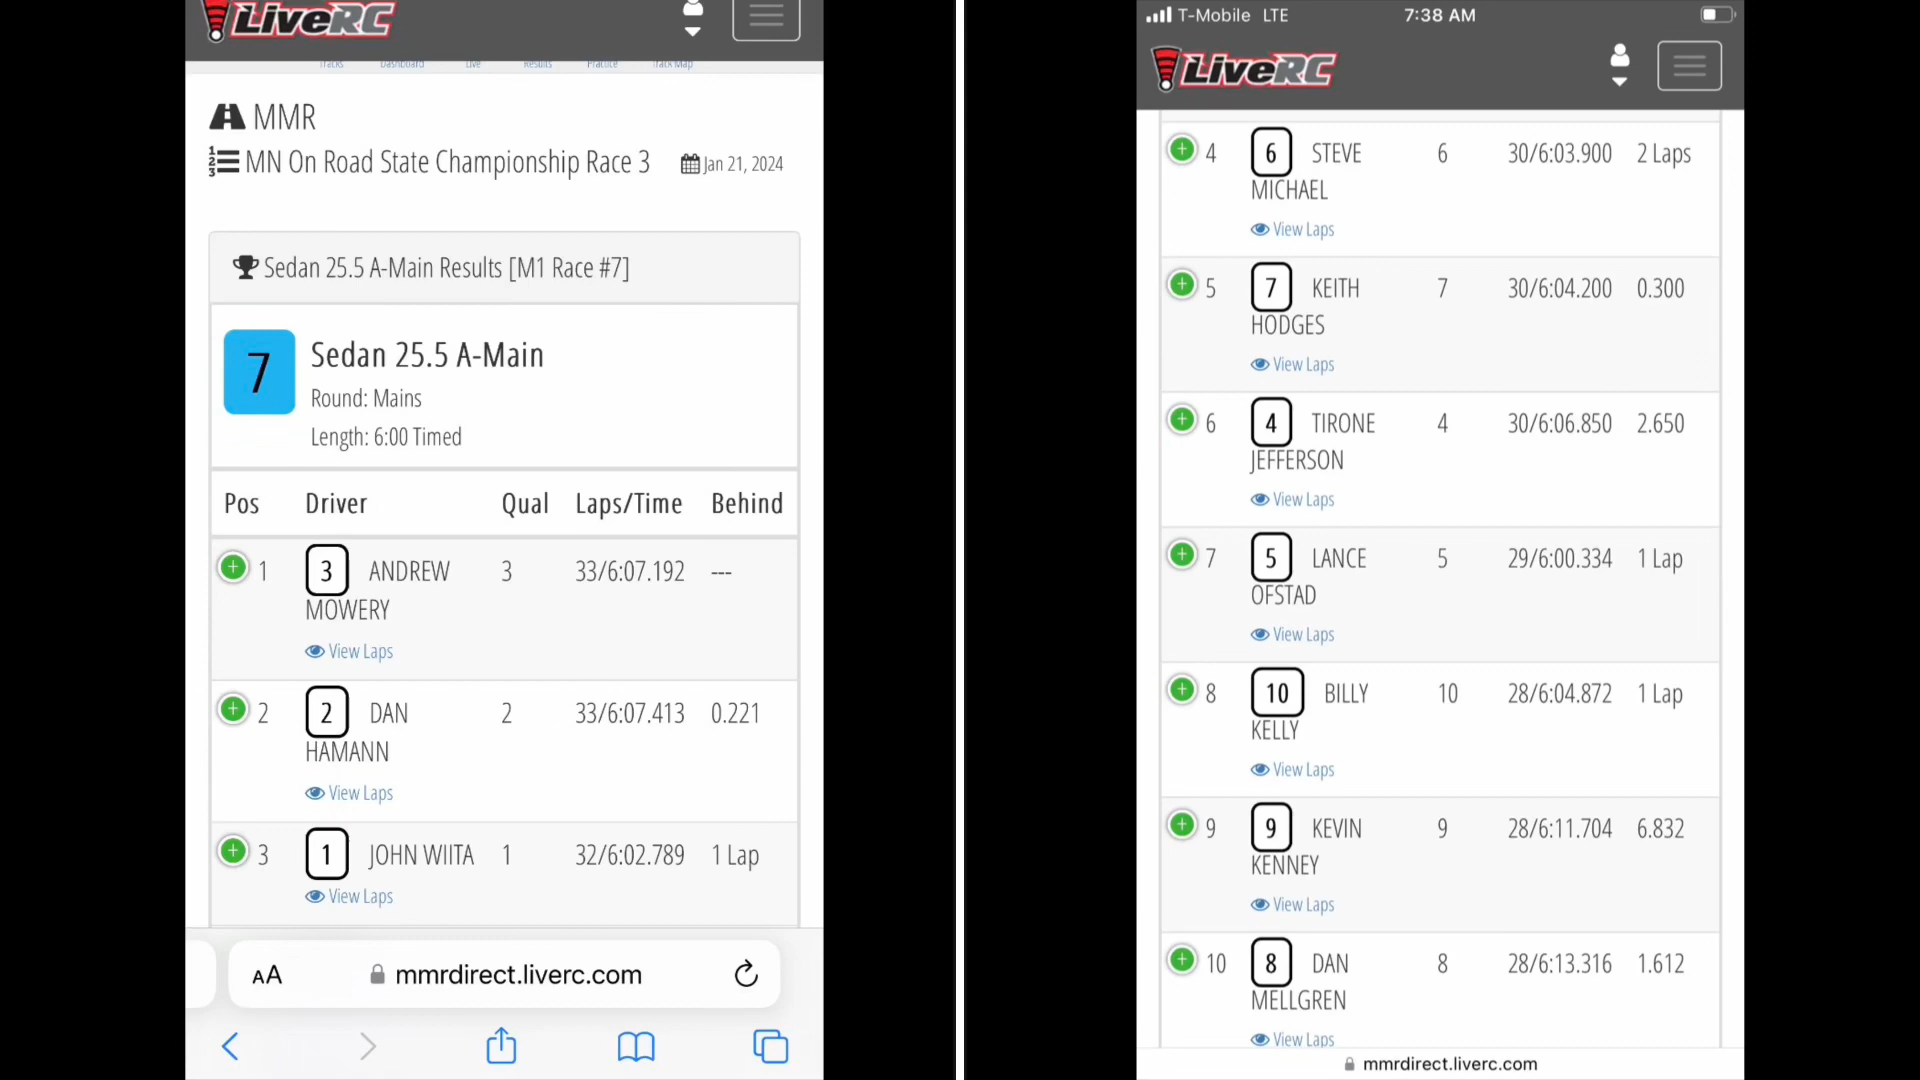 LiveRC
Tracks Dashboard Live Results Practice Track Map
MMR
MN On Road State Championship Race 3 Jan 21, 2024
Sedan 25.5 A-Main Results [M1 Race #7]
7 Sedan 25.5 A-Main
Round: Mains
Length: 6:00 Timed
Pos Driver Qual Laps/Time Behind
1 3 ANDREW 3 33/6:07.192 ---
MOWERY
View Laps
2 2 DAN 2 33/6:07.413 0.221
HAMANN
View Laps
3 1 JOHN WIITA 1 32/6:02.789 1 Lap
View Laps
AA mmrdirect.liverc.com
T-Mobile LTE 7:38 AM
LiveRC
4 6 STEVE 6 30/6:03.900 2 Laps
MICHAEL
View Laps
5 7 KEITH 7 30/6:04.200 0.300
HODGES
View Laps
6 4 TIRONE 4 30/6:06.850 2.650
JEFFERSON
View Laps
7 5 LANCE 5 29/6:00.334 1 Lap
OFSTAD
View Laps
8 10 BILLY 10 28/6:04.872 1 Lap
KELLY
View Laps
9 9 KEVIN 9 28/6:11.704 6.832
KENNEY
View Laps
10 8 DAN 8 28/6:13.316 1.612
MELLGREN
View Laps
mmrdirect.liverc.com